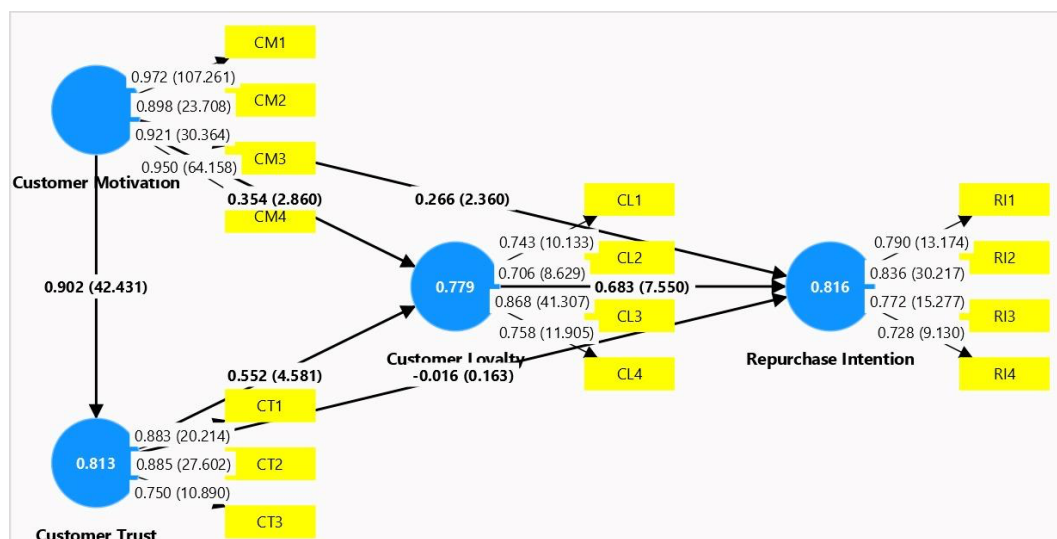 CM1
0.972 (107.261)
CM2
0.898 (23.708)
0.921 (30.364)
CM3
0.950 (64.158)
Customer Motivation
0.354 (2.860)
CM4
0.266 (2.360)
CL1
0.743 (10.133)
CL2
0.706 (8.629)
0.779
0.683 (7.550)
0.868 (41.307)
CL3
0.758 (11.905)
Customer Loyalty
CL4
RI1
0.790 (13.174)
RI2
0.836 (30.217)
0.816
0.772 (15.277)
RI3
0.728 (9.130)
Repurchase Intention
RI4
0.902 (42.431)
0.552 (4.581)
-0.016 (0.163)
CT1
0.883 (20.214)
0.813
0.885 (27.602)
CT2
0.750 (10.890)
CT3
Customer Trust